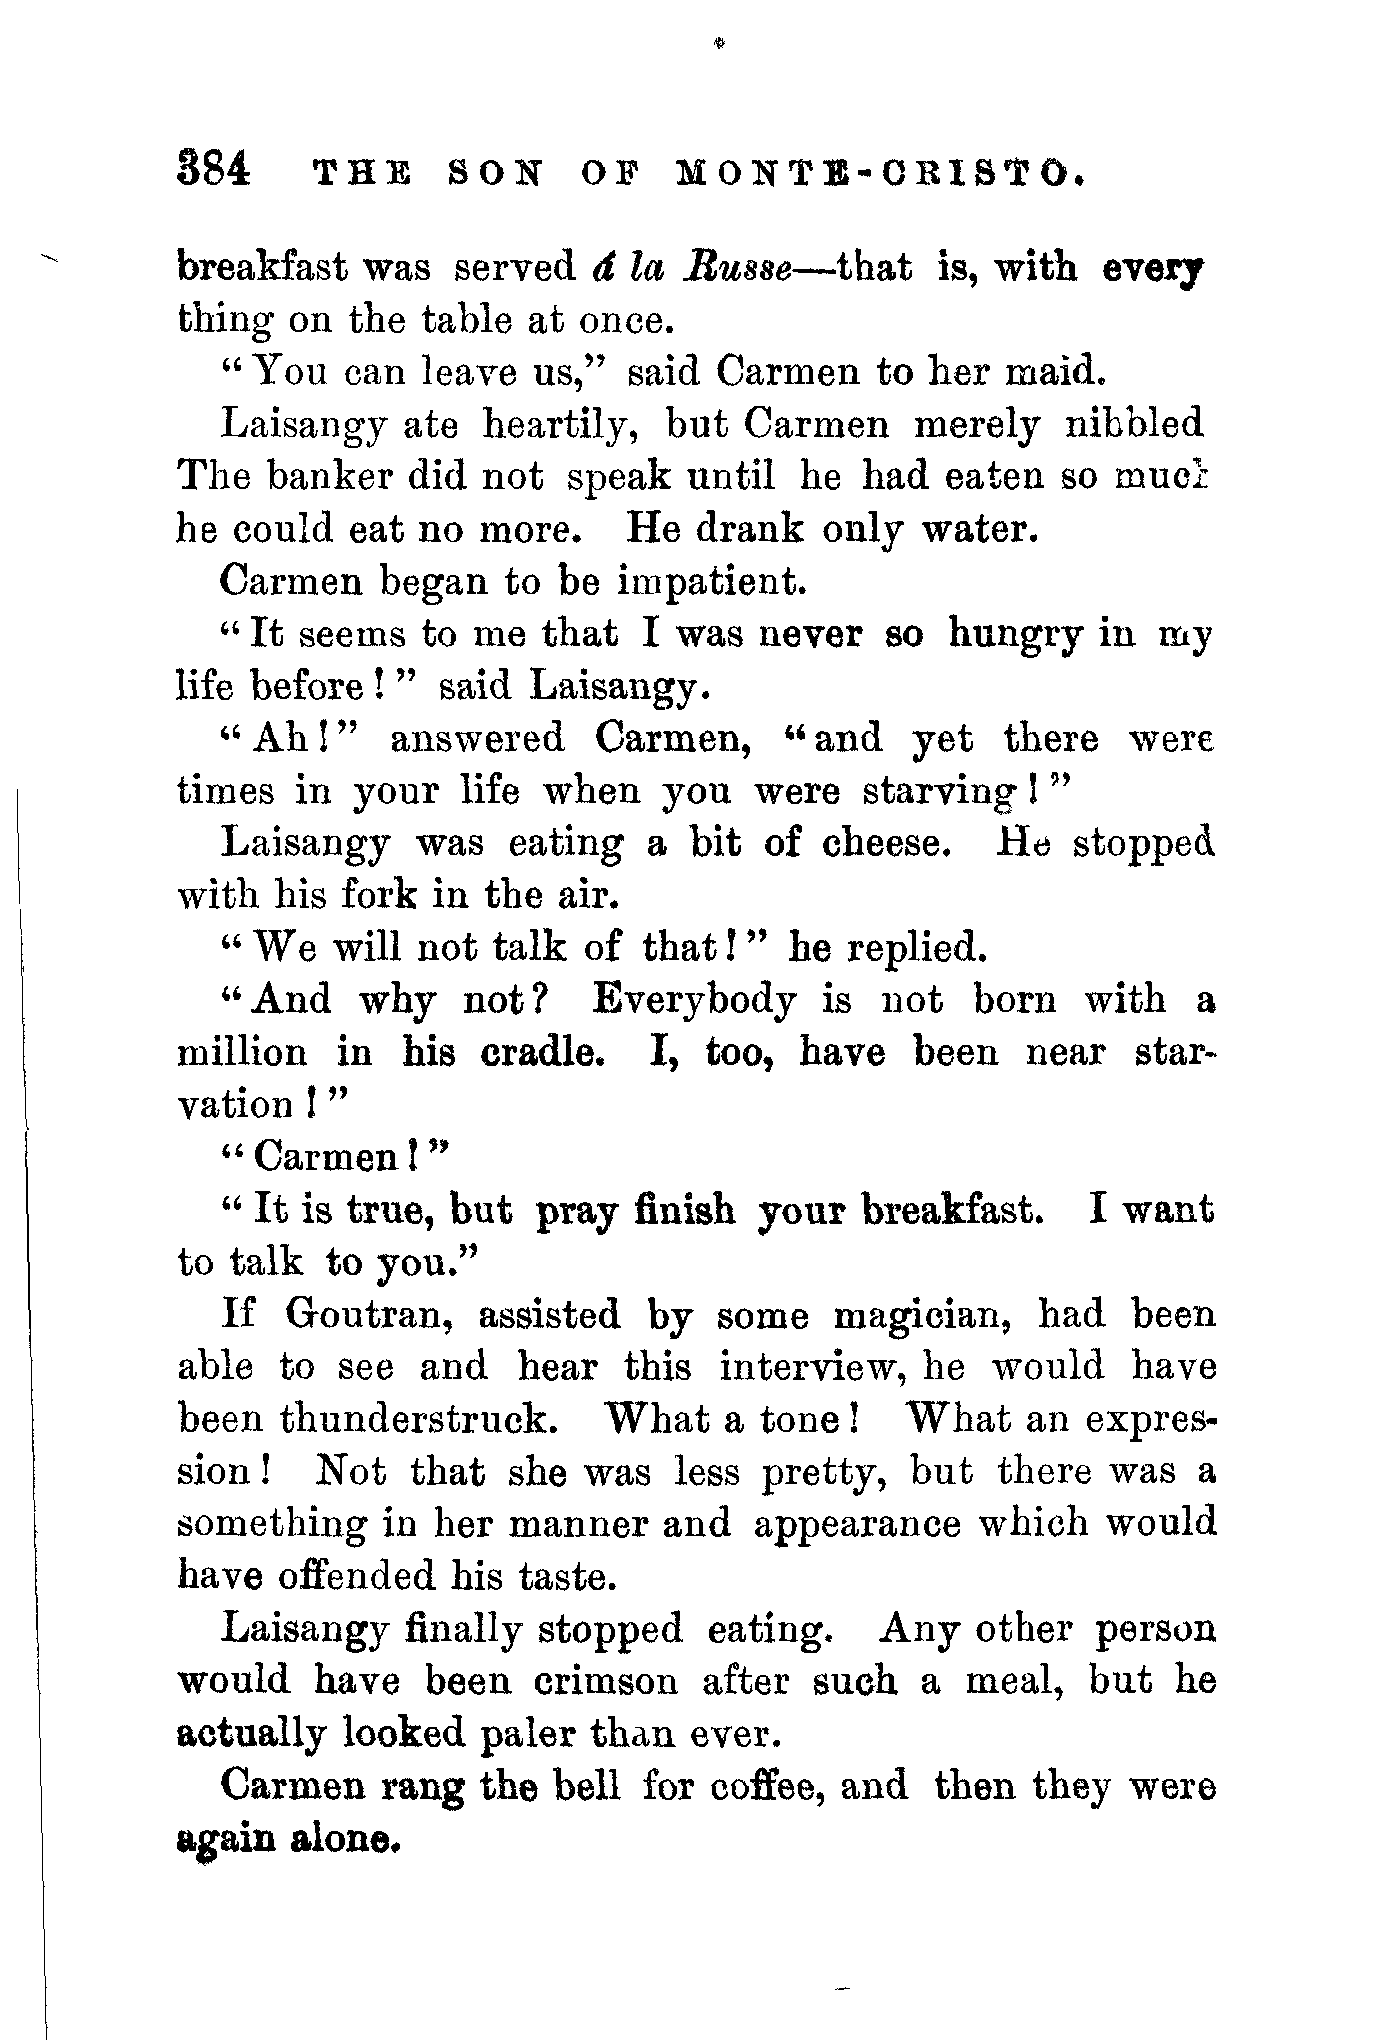 384 THE SON OF MONTE-CRISTO.
breakfast was served á la Russe—that is, with every
thing on the table at once.
“You can leave us,” said Carmen to her maid.
Laisangy ate heartily, but Carmen merely nibbled
The banker did not speak until he had eaten so much
he could eat no more. He drank only water.
Carmen began to be impatient.
“It seems to me that I was never so hungry in my
life before!” said Laisangy.
“Ah!” answered Carmen, “and yet there were
times in your life when you were starving!”
Laisangy was eating a bit of cheese. He stopped
with his fork in the air.
“We will not talk of that!” he replied.
“And why not? Everybody is not born with a
million in his cradle. I, too, have been near star-
vation!”
“Carmen!”
“It is true, but pray finish your breakfast. I want
to talk to you.”
If Goutran, assisted by some magician, had been
able to see and hear this interview, he would have
been thunderstruck. What a tone! What an expres-
sion! Not that she was less pretty, but there was a
something in her manner and appearance which would
have offended his taste.
Laisangy finally stopped eating. Any other person
would have been crimson after such a meal, but he
actually looked paler than ever.
Carmen rang the bell for coffee, and then they were
again alone.